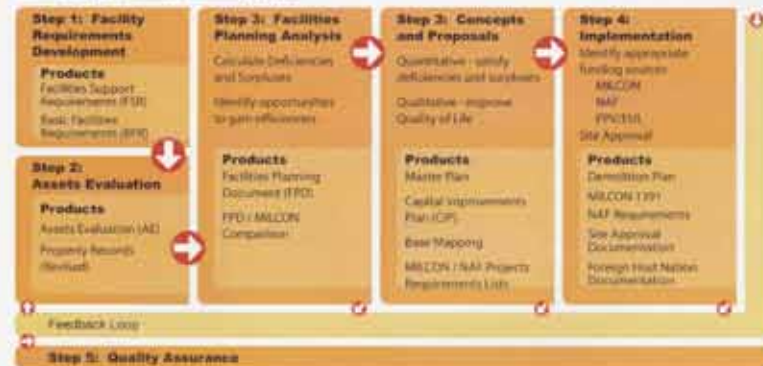 Step 1: Facility
Requirements
Development
Products
Facilities Support
Requirements (FSR)
Basic Facilities
Requirements (BFR)
Step 2:
Assets Evaluation
Products
Assets Evaluation (AE)
Property Records
(Revised)
Step 3: Facilities
Planning Analysis
Calculate Deficiencies
and Surpluses
Identify opportunities
to gain efficiencies
Products
Facilities Planning
Document (FPD)
FPD / MILCON
Comparison
Step 3: Concepts
and Proposals
Quantitative - satisfy
deficiencies and surpluses
Qualitative - improve
Quality of Life
Products
Master Plan
Capital Improvements
Plan (CIP)
Base Mapping
MILCON / NAF Projects
Requirements Lists
Step 4:
Implementation
Identify appropriate
funding sources
MILCON
NAF
Site Approval
Products
Demolition Plan
MILCON 1391
NAF Requirements
Site Approval
Documentation
Foreign Host Nation
Documentation
Feedback Loop
Step 5: Quality Assurance